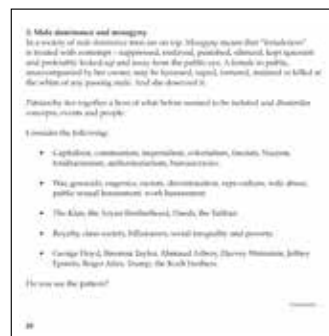 3. Male dominance and misogyny
In a society of male dominance men are on top. Misogyny means that "femaleness"
is treated with contempt – suppressed, enslaved, punished, silenced, kept ignorant
and preferably locked up and away from the public eye. A female in public,
unaccompanied by her owner, may be harassed, raped, tortured, maimed or killed at
the whim of any passing male. And she deserved it.
Patriarchy ties together a host of what before seemed to be isolated and dissimilar
concepts, events and people.
Consider the following:
• Capitalism, communism, imperialism, colonialism, fascism, Nazism,
totalitarianism, authoritarianism, bureaucracies
• War, genocide, eugenics, racism, discrimination, rape culture, wife abuse,
public sexual harassment, work harassment
• The Klan, the Aryan Brotherhood, the Taliban
• Royalty, class society, billionaires, social inequality and poverty
• George Floyd, Breonna Taylor, Ahmaud Arbery, Harvey Weinstein, Jeffrey
Epstein, Roger Ailes, Trump, the Koch brothers
Do you see the pattern?